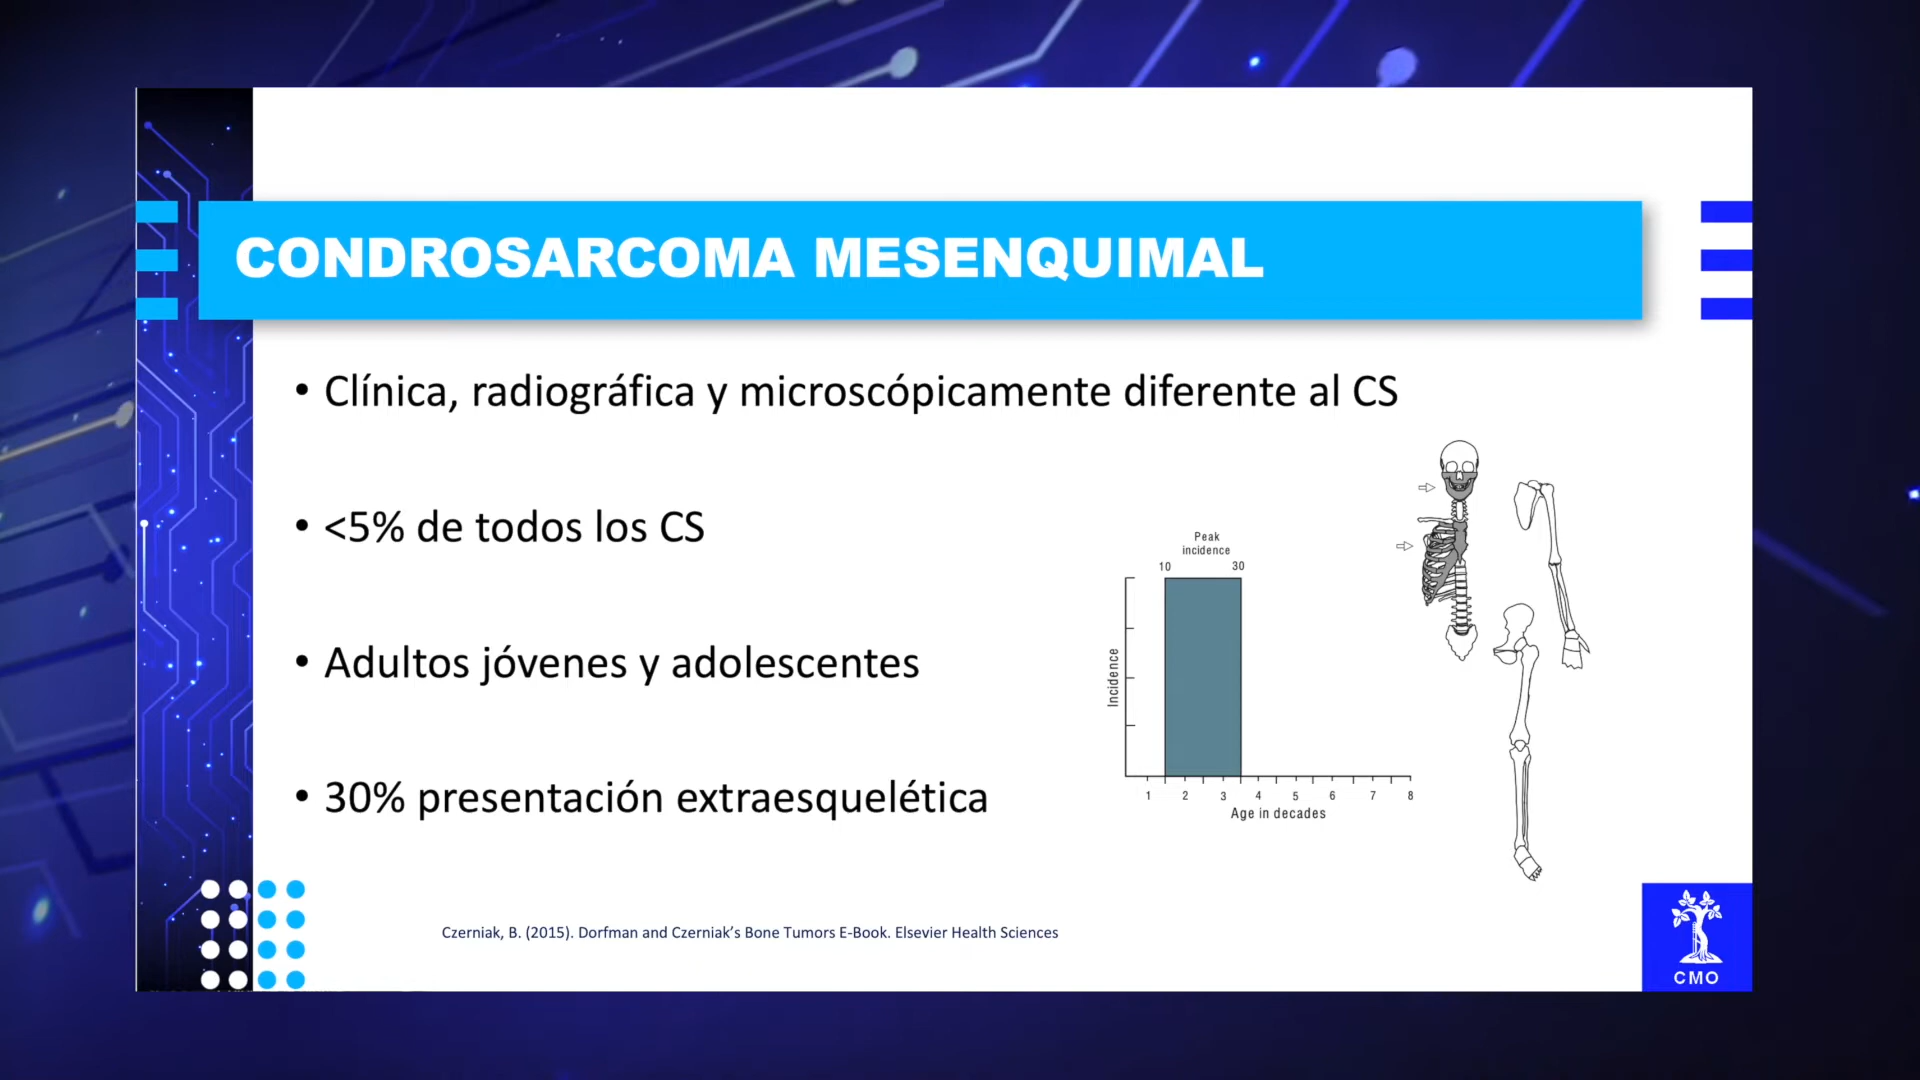 CONDROSARCOMA MESENQUIMAL
• Clínica, radiográfica y microscópicamente diferente al CS
• <5% de todos los CS
• Adultos jóvenes y adolescentes
• 30% presentación extraesquelética
Peak
incidence
10 30
Incidence
1 2 3 4 5 6 7 8
Age in decades
Czerniak, B. (2015). Dorfman and Czerniak’s Bone Tumors E-Book. Elsevier Health Sciences
CMO